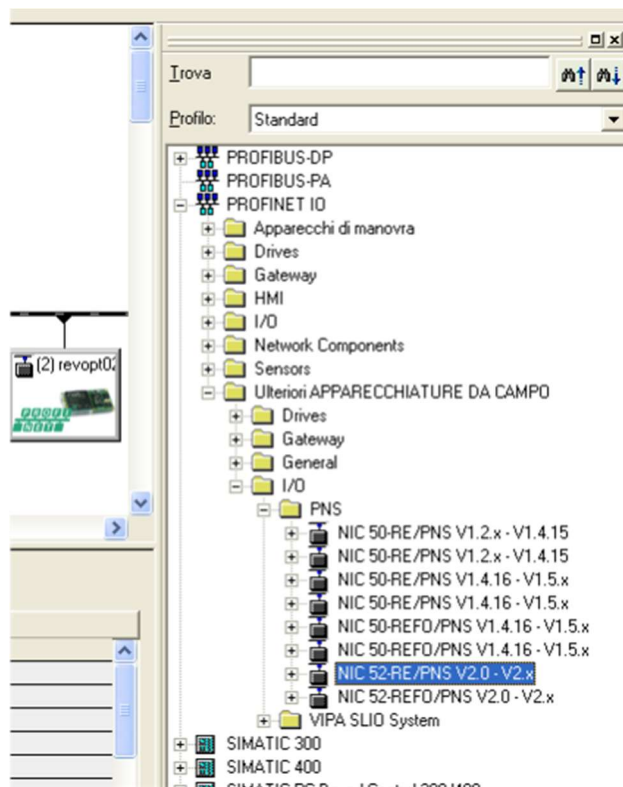 Trova
Profilo:
Standard
PROFIBUS-DP
PROFIBUS-PA
PROFINET IO
Apparecchi di manovra
Drives
Gateway
HMI
I/O
Network Components
Sensors
(2) revopt02
PROFI
NET
Ulteriori APPARECCHIATURE DA CAMPO
Drives
Gateway
General
I/O
PNS
NIC 50-RE/PNS V1.2.x - V1.4.15
NIC 50-RE/PNS V1.2.x - V1.4.15
NIC 50-RE/PNS V1.4.16 - V1.5.x
NIC 50-RE/PNS V1.4.16 - V1.5.x
NIC 50-REFO/PNS V1.4.16 - V1.5.x
NIC 50-REFO/PNS V1.4.16 - V1.5.x
NIC 52-RE/PNS V2.0 - V2.x
NIC 52-REFO/PNS V2.0 - V2.x
VIPA SLIO System
SIMATIC 300
SIMATIC 400